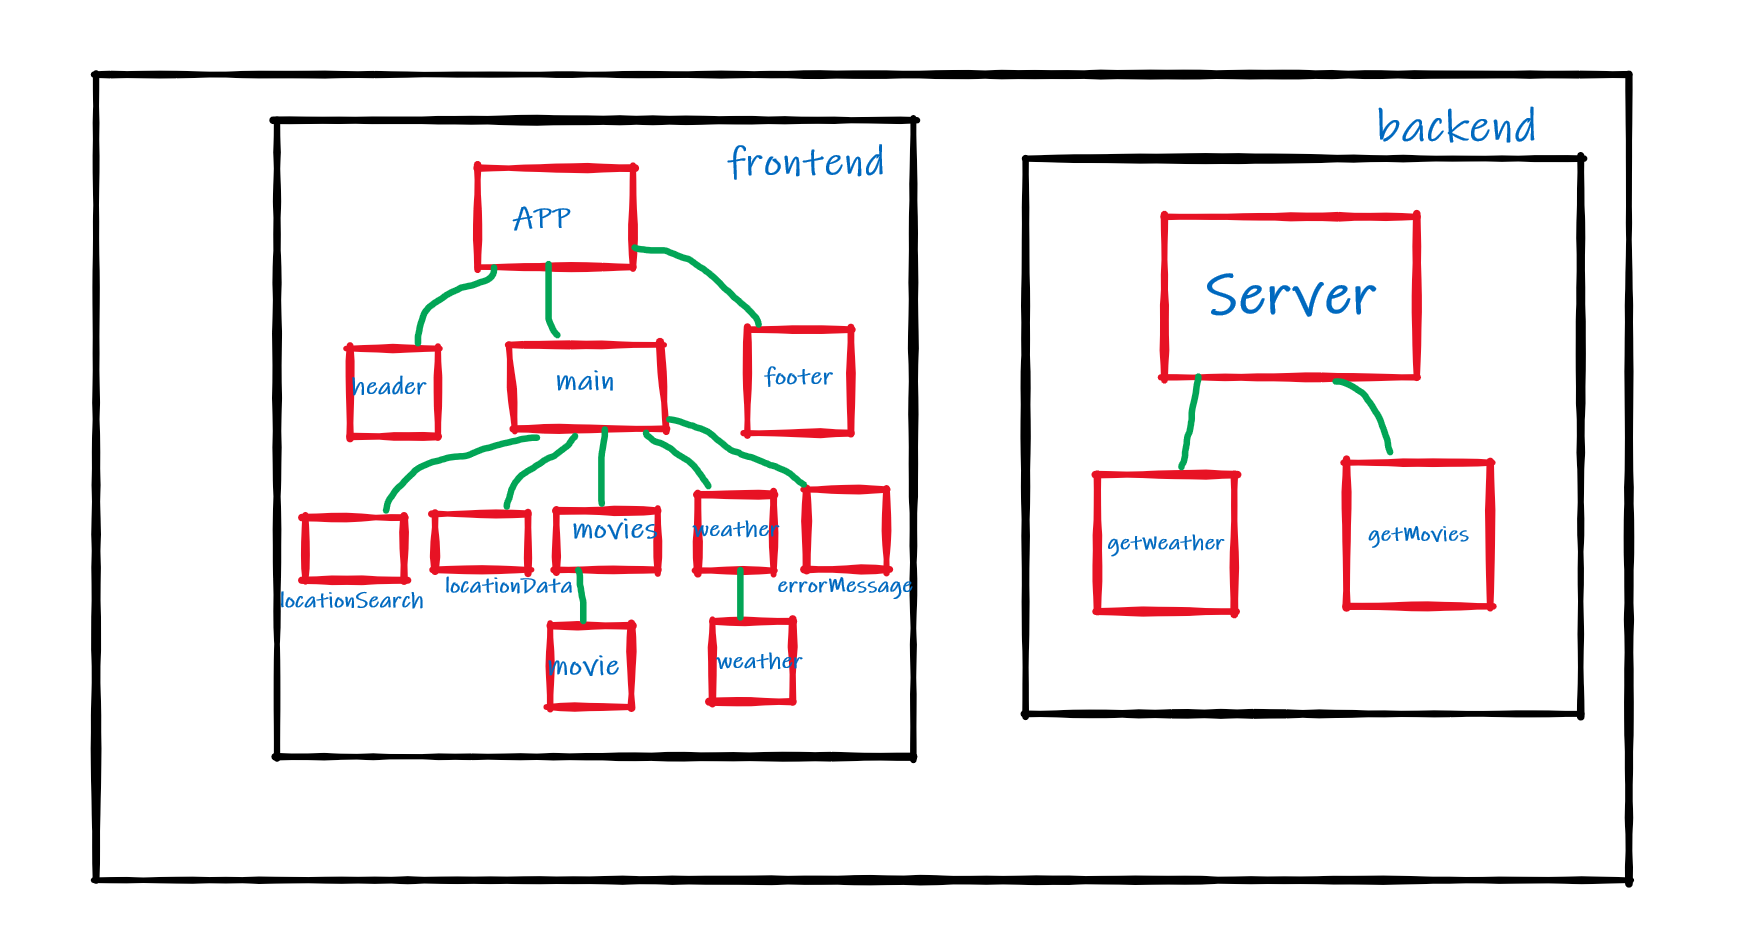 backend
frontend
APP
header
main
footer
movies
weather
locationSearch
locationData
errorMessage
movie
weather
Server
getWeather
getMovies